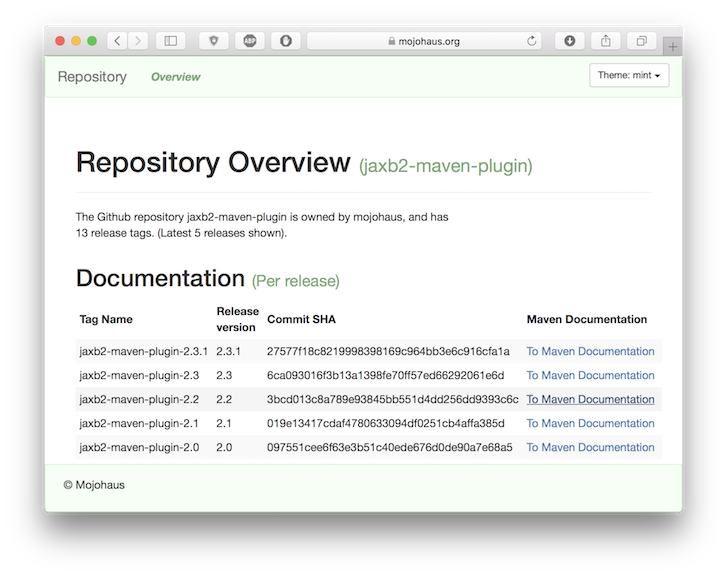 ABP
mojohaus.org
Repository Overview Theme: mint
Repository Overview (jaxb2-maven-plugin)
The Github repository jaxb2-maven-plugin is owned by mojohaus, and has
13 release tags. (Latest 5 releases shown).
Documentation (Per release)
Tag Name Release version Commit SHA Maven Documentation
jaxb2-maven-plugin-2.3.1 2.3.1 27577f18c8219998398169c964bb3e6c916cfa1a To Maven Documentation
jaxb2-maven-plugin-2.3 2.3 6ca093016f3b13a1398fe70ff57ed66292061e6d To Maven Documentation
jaxb2-maven-plugin-2.2 2.2 3bcd013c8a789e93845bb551d4dd256dd9393c6c To Maven Documentation
jaxb2-maven-plugin-2.1 2.1 019e13417cdaf4780633094df0251cb4affa385d To Maven Documentation
jaxb2-maven-plugin-2.0 2.0 097551cee6f63e3b51c40ede676d0de90a7e68a5 To Maven Documentation
© Mojohaus